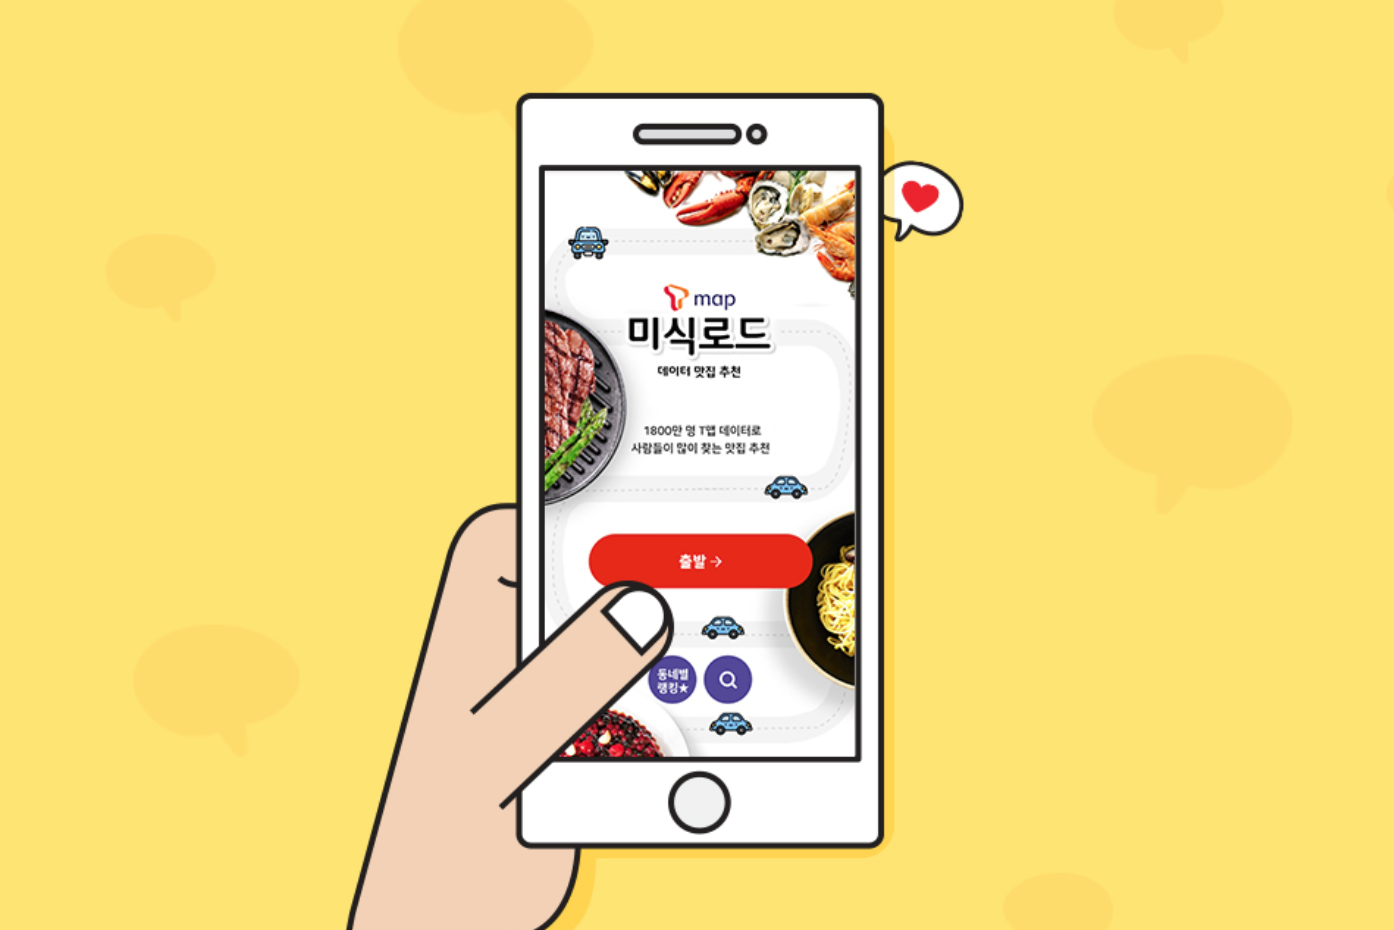 T map
미식로드
데이터 맛집 추천
1800만 명 T맵 데이터로
사람들이 많이 찾는 맛집 추천
출발 →
동네별
랭킹★